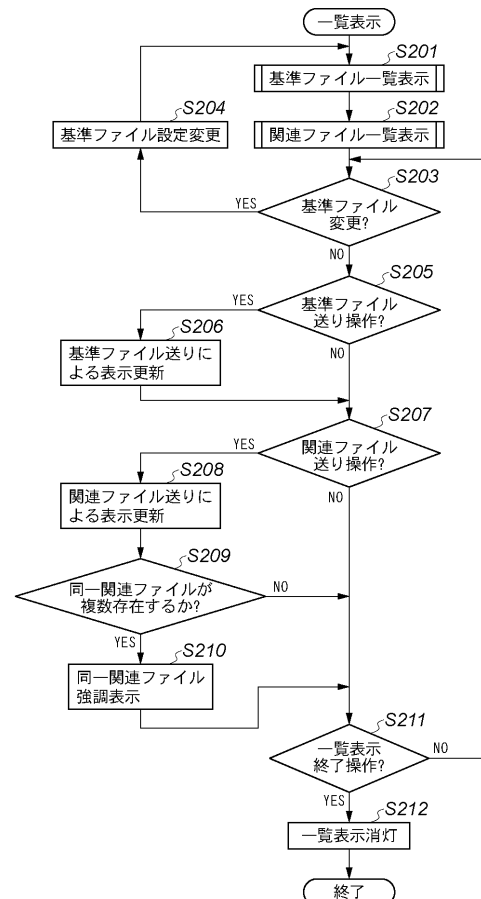 一覧表示
S201
基準ファイル一覧表示
S204
基準ファイル設定変更
S202
関連ファイル一覧表示
S203
基準ファイル
変更?
YES
NO
S205
基準ファイル
送り操作?
YES
NO
S206
基準ファイル送りに
よる表示更新
S207
関連ファイル
送り操作?
YES
NO
S208
関連ファイル送りに
よる表示更新
S209
同一関連ファイルが
複数存在するか?
NO
YES
S210
同一関連ファイル
強調表示
S211
一覧表示
終了操作?
NO
YES
S212
一覧表示消灯
終了